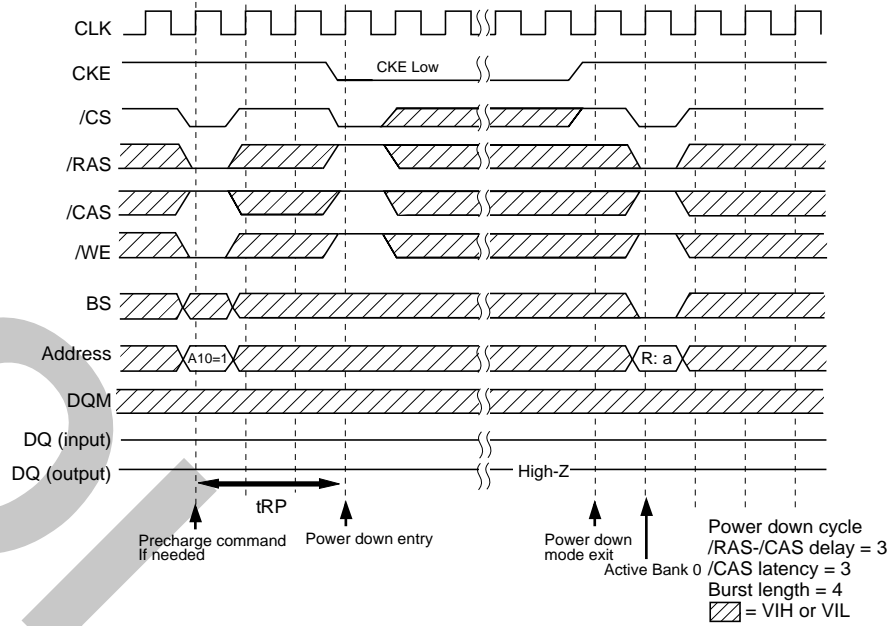 CLK
CKE
CKE Low
/CS
/RAS
/CAS
/WE
BS
Address
A10=1
R: a
DQM
DQ (input)
DQ (output)
High-Z
tRP
Precharge command
If needed
Power down entry
Power down
mode exit
Active Bank 0
Power down cycle
/RAS-/CAS delay = 3
/CAS latency = 3
Burst length = 4
= VIH or VIL